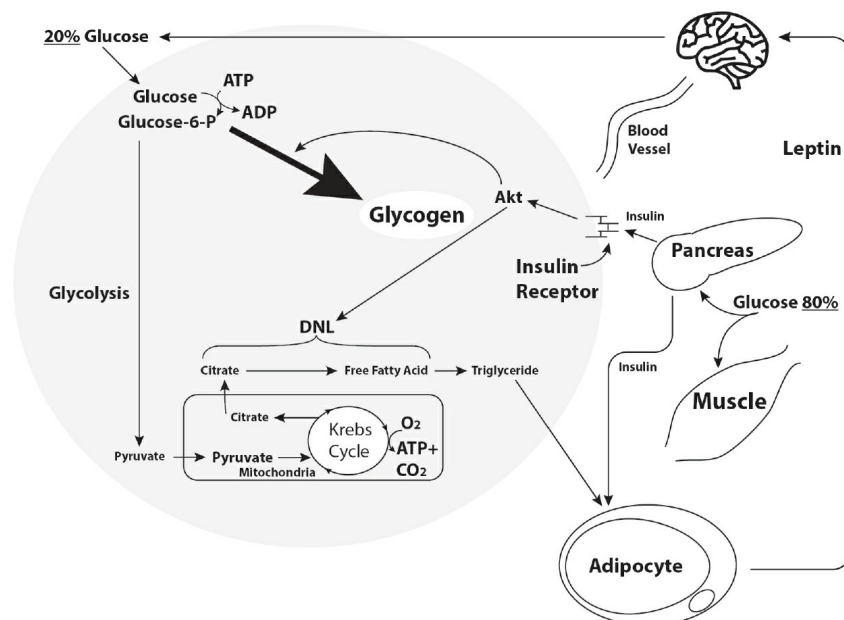 20% Glucose
ATP
Glucose
ADP
Glucose-6-P
Blood
Vessel
Leptin
Glycogen
Akt
Insulin
Pancreas
Insulin
Receptor
Glycolysis
Glucose 80%
DNL
Citrate
Free Fatty Acid
Triglyceride
Insulin
Muscle
Citrate
Krebs
Cycle
O2
ATP+
CO2
Pyruvate
Pyruvate
Mitochondria
Adipocyte